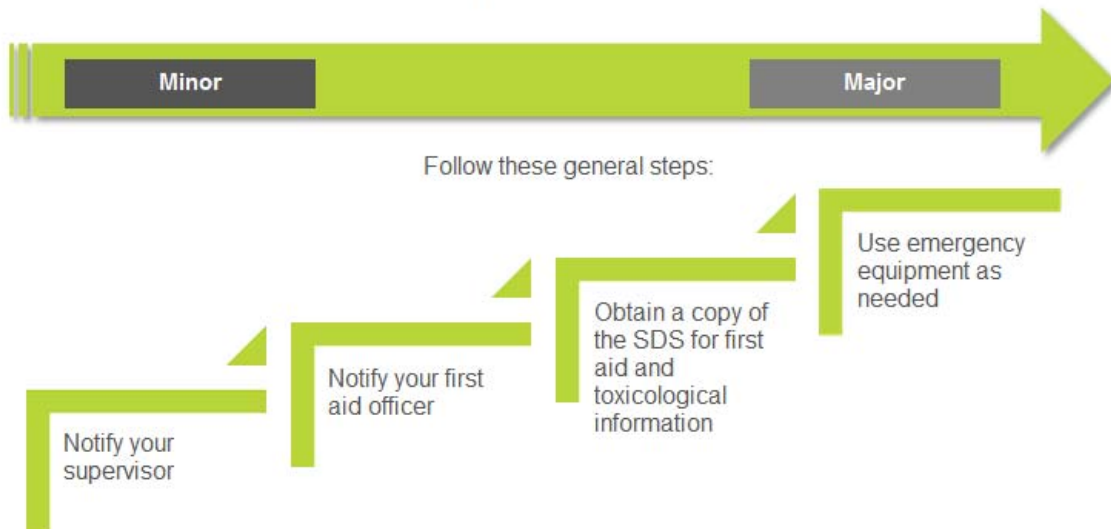 Minor
Major
Follow these general steps:
Notify your
supervisor
Notify your first
aid officer
Obtain a copy of
the SDS for first
aid and
toxicological
information
Use emergency
equipment as
needed